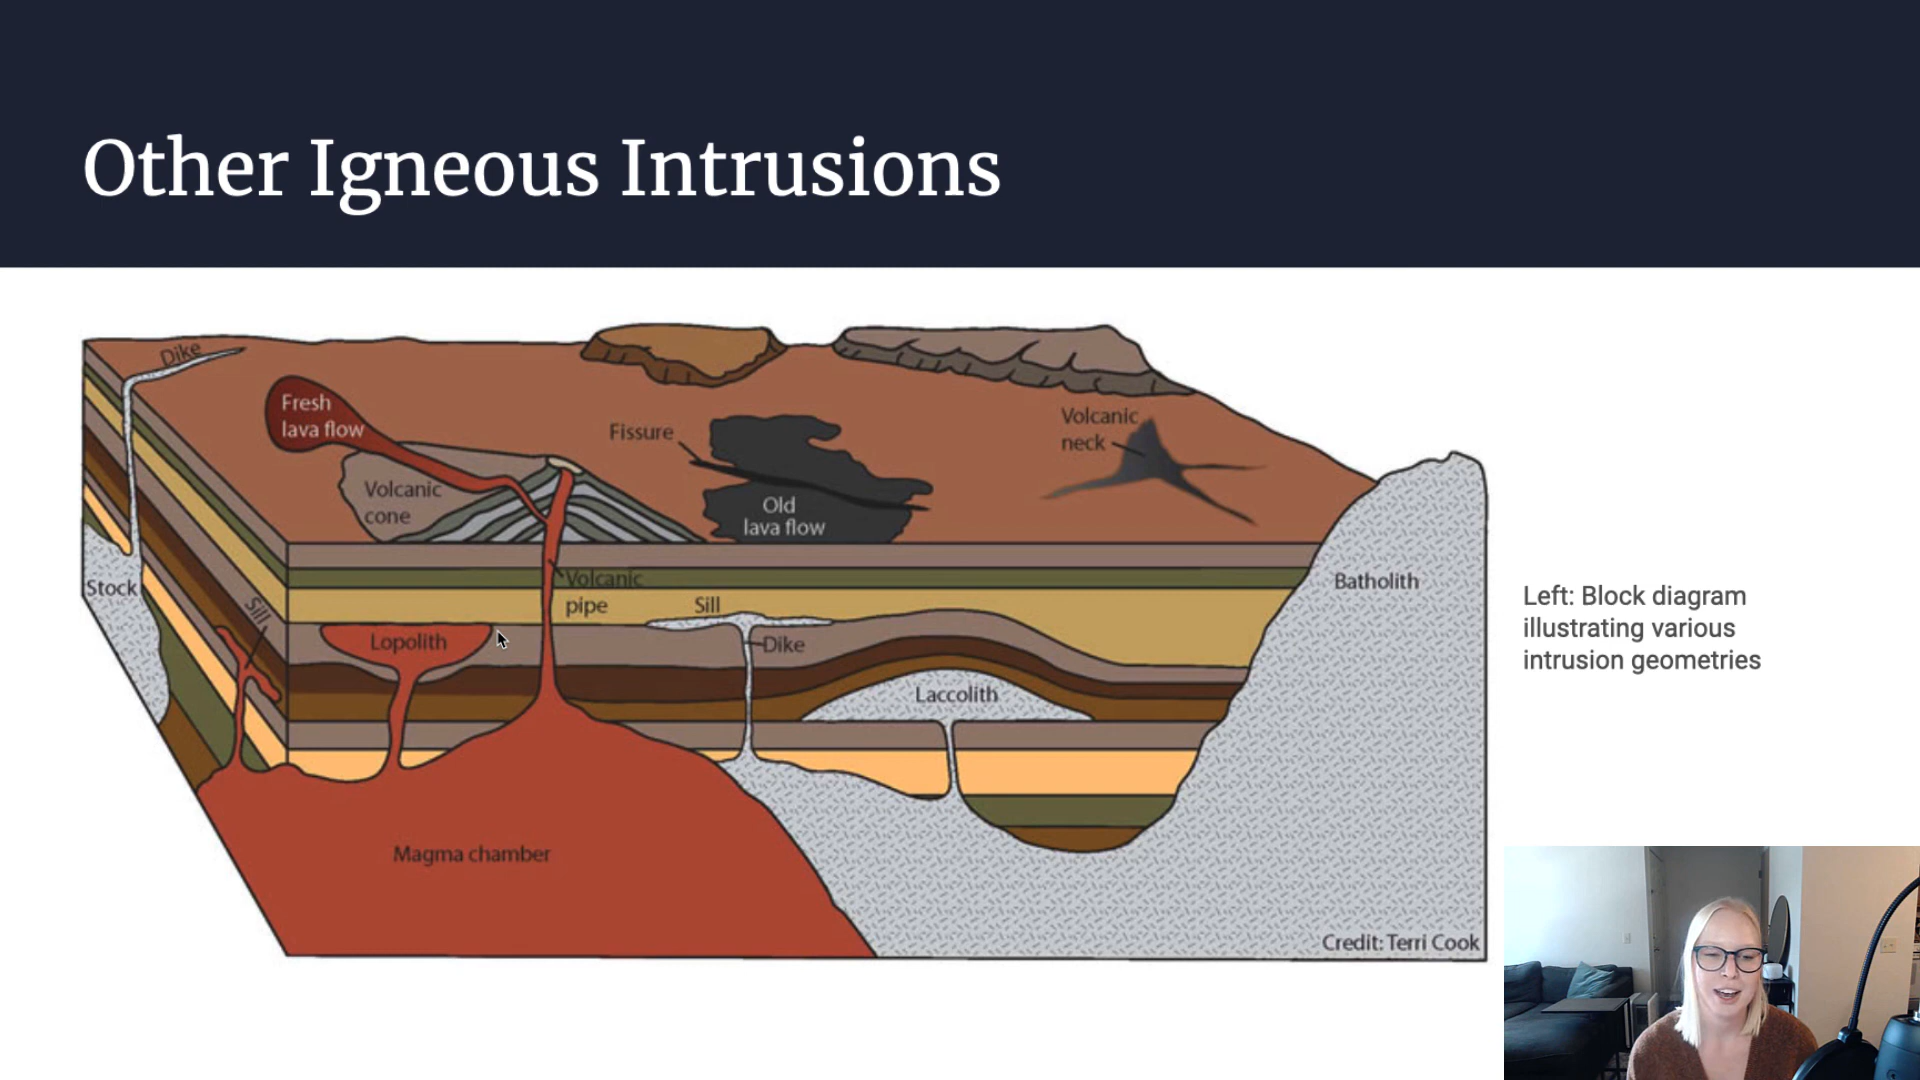 Other Igneous Intrusions
Dike
Fresh
lava flow
Fissure
Volcanic
neck
Volcanic
cone
Old
lava flow
Stock
Sill
Volcanic
pipe
Sill
Batholith
Lopolith
Dike
Laccolith
Magma chamber
Credit: Terri Cook
Left: Block diagram
illustrating various
intrusion geometries